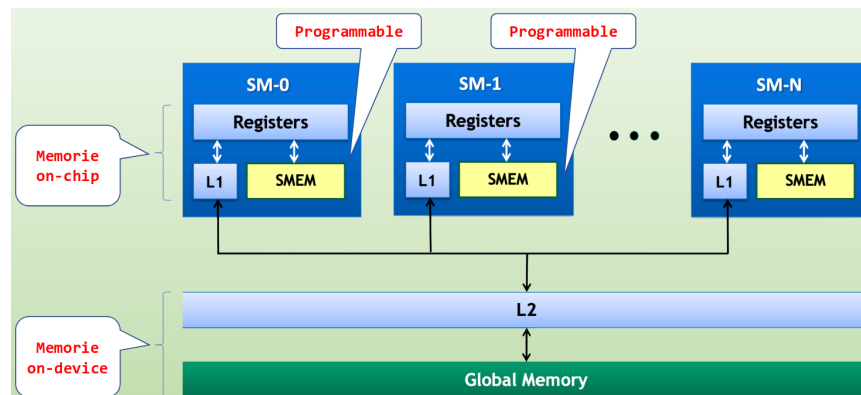 Programmable
Programmable
SM-0
SM-1
SM-N
Registers
Registers
Registers
Memorie
on-chip
L1
SMEM
L1
SMEM
L1
SMEM
L2
Memorie
on-device
Global Memory